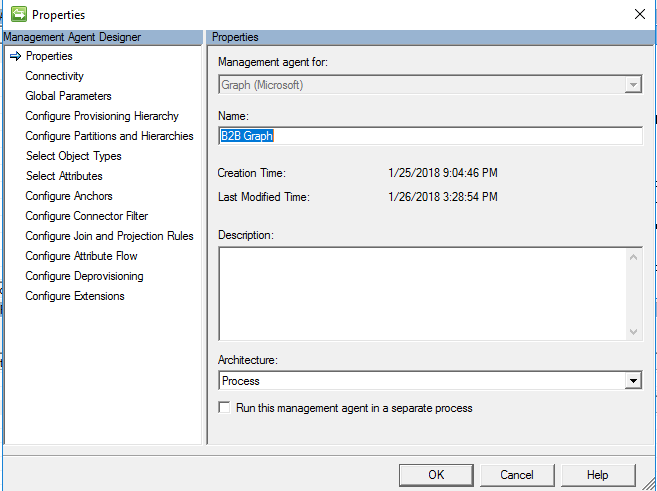 Properties
Management Agent Designer
Properties
Connectivity
Global Parameters
Configure Provisioning Hierarchy
Configure Partitions and Hierarchies
Select Object Types
Select Attributes
Configure Anchors
Configure Connector Filter
Configure Join and Projection Rules
Configure Attribute Flow
Configure Deprovisioning
Configure Extensions
Properties
Management agent for:
Graph (Microsoft)
Name:
B2B Graph
Creation Time: 1/25/2018 9:04:46 PM
Last Modified Time: 1/26/2018 3:28:54 PM
Description:
Architecture:
Process
Run this management agent in a separate process
OK Cancel Help